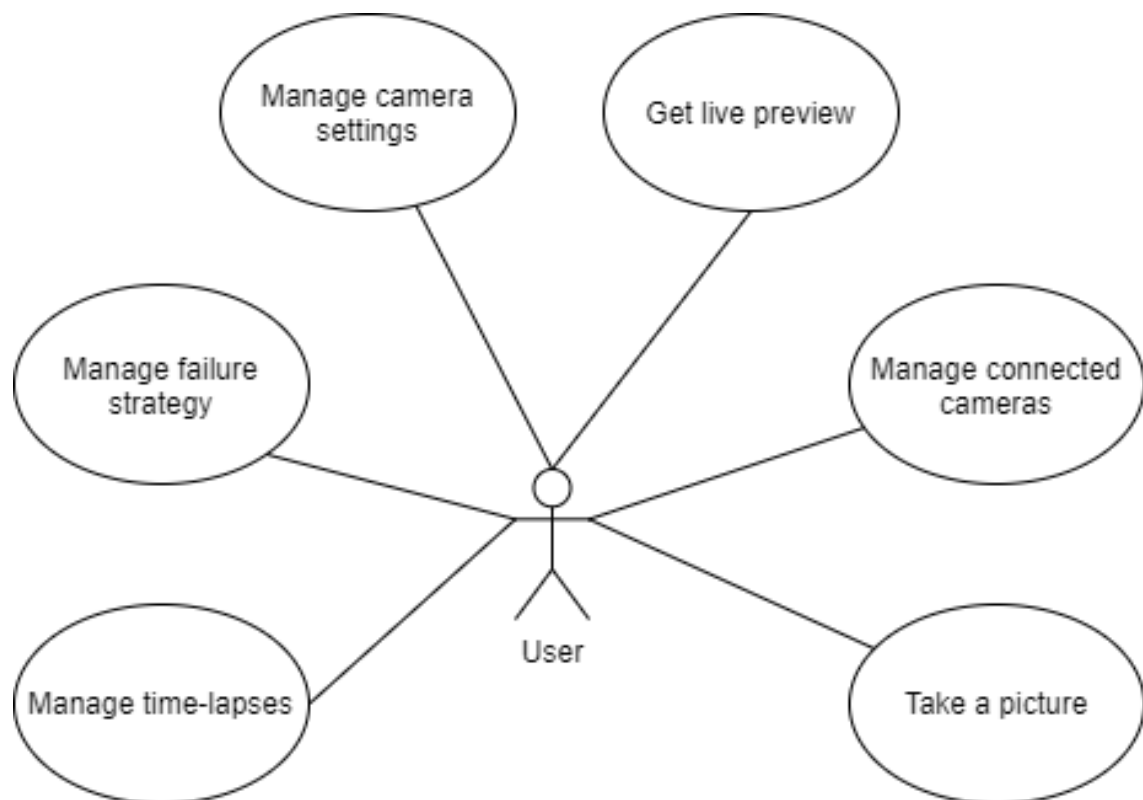 Manage camera
settings
Get live preview
Manage failure
strategy
Manage connected
cameras
User
Manage time-lapses
Take a picture